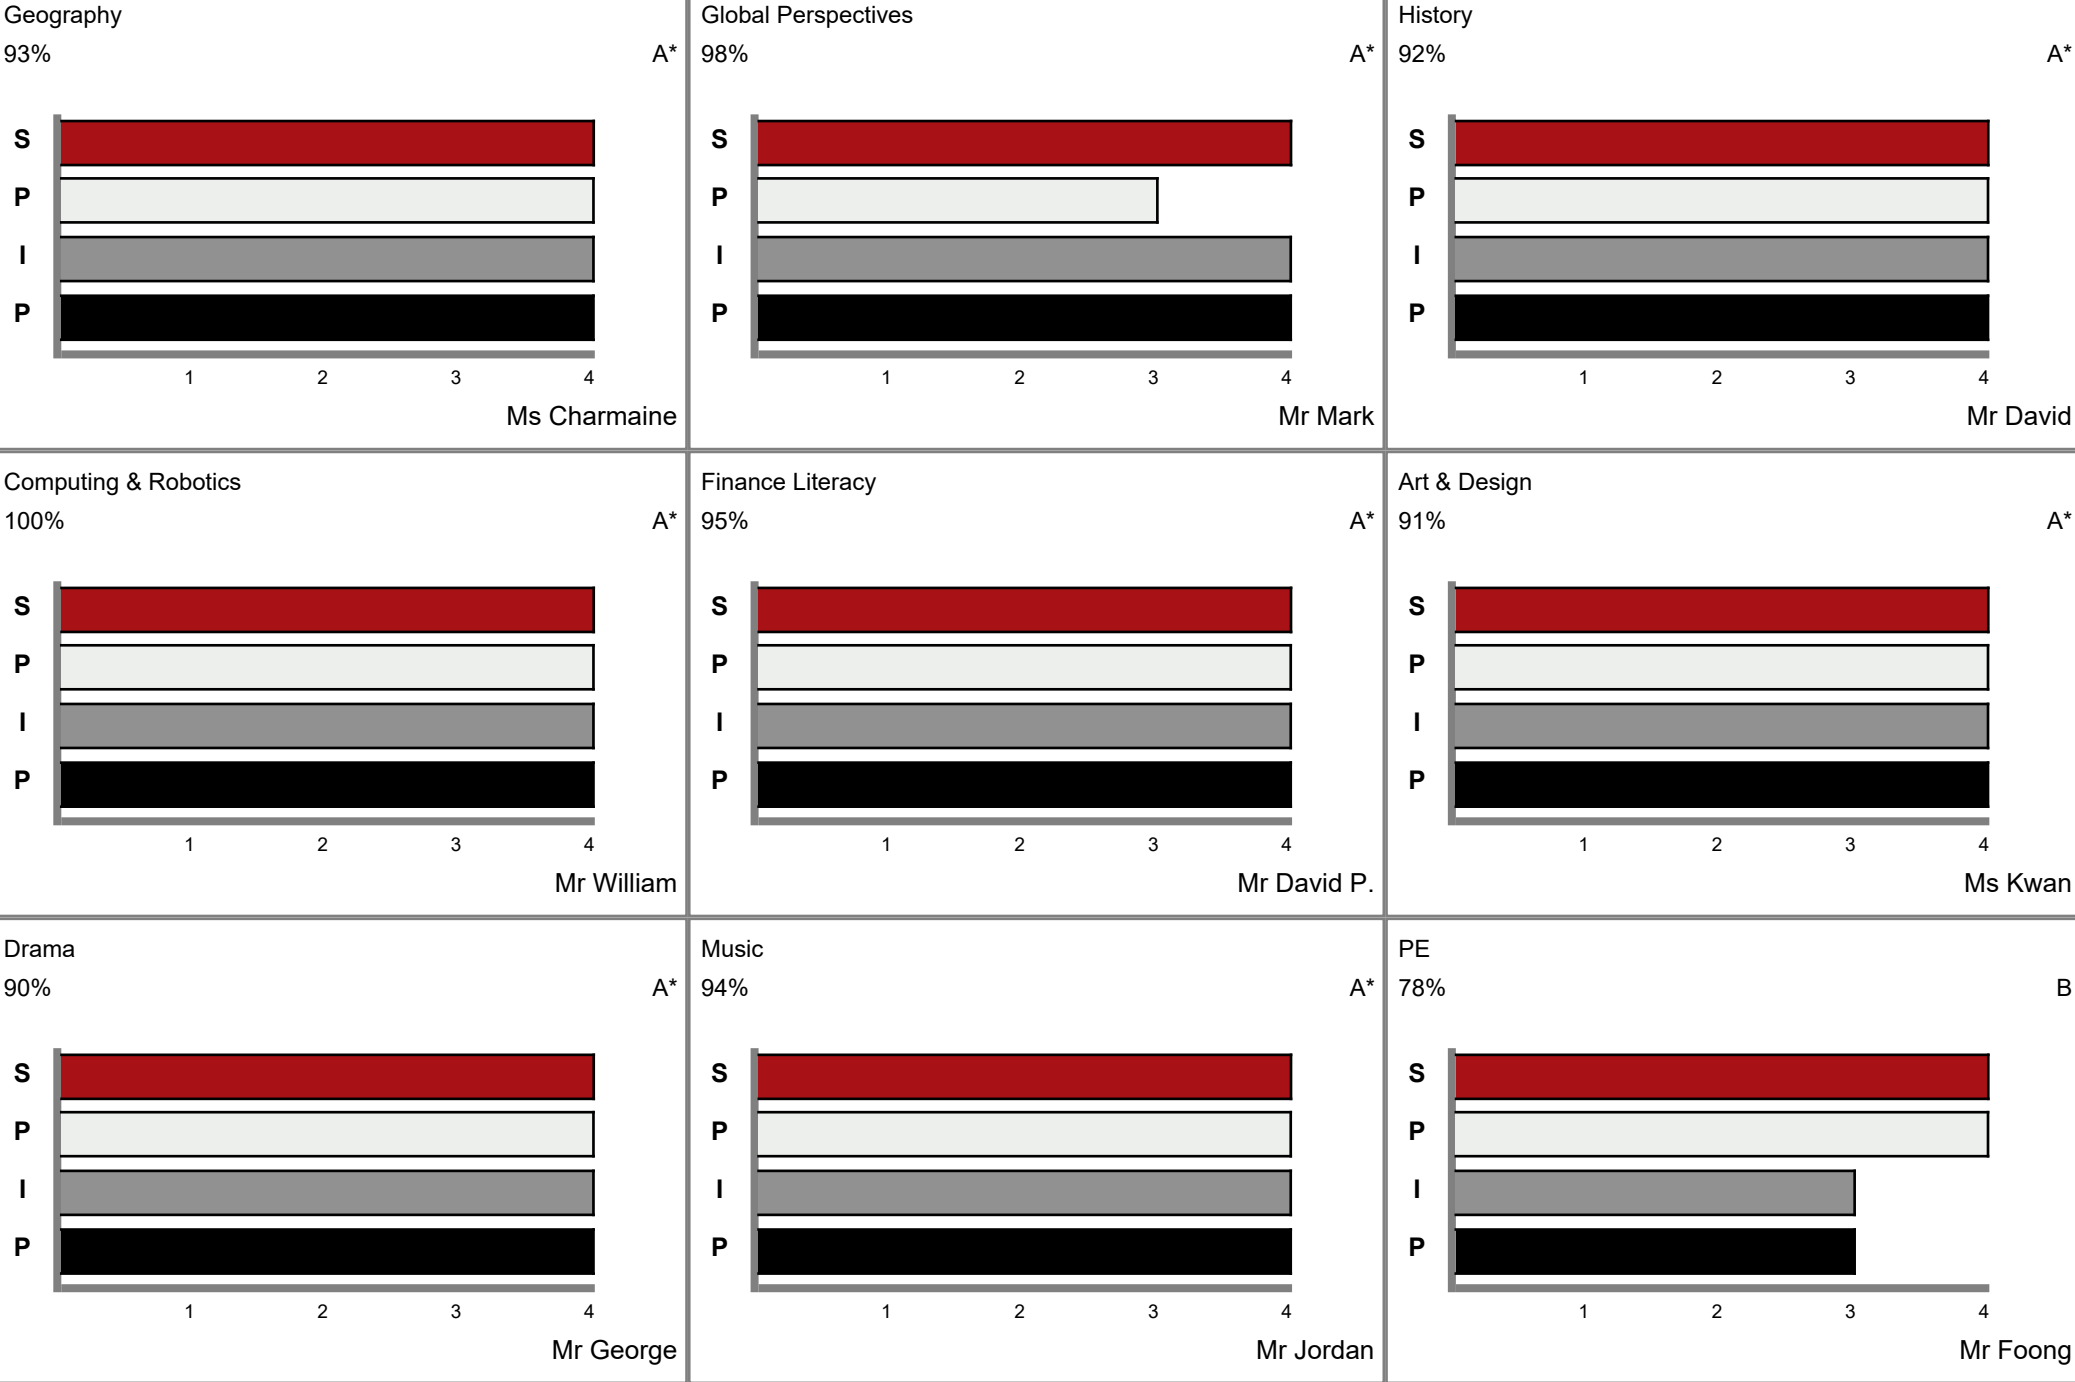 Geography
93% A*
S
P
I
P
1 2 3 4
Ms Charmaine
Global Perspectives
98% A*
S
P
I
P
1 2 3 4
Mr Mark
History
92% A*
S
P
I
P
1 2 3 4
Mr David
Computing & Robotics
100% A*
S
P
I
P
1 2 3 4
Mr William
Finance Literacy
95% A*
S
P
I
P
1 2 3 4
Mr David P.
Art & Design
91% A*
S
P
I
P
1 2 3 4
Ms Kwan
Drama
90% A*
S
P
I
P
1 2 3 4
Mr George
Music
94% A*
S
P
I
P
1 2 3 4
Mr Jordan
PE
78% B
S
P
I
P
1 2 3 4
Mr Foong